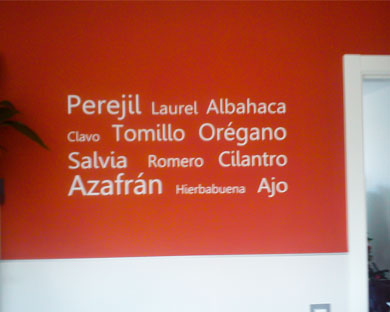 Perejil Laurel Albahaca
Clavo Tomillo Orégano
Salvia Romero Cilantro
Azafrán Hierbabuena Ajo